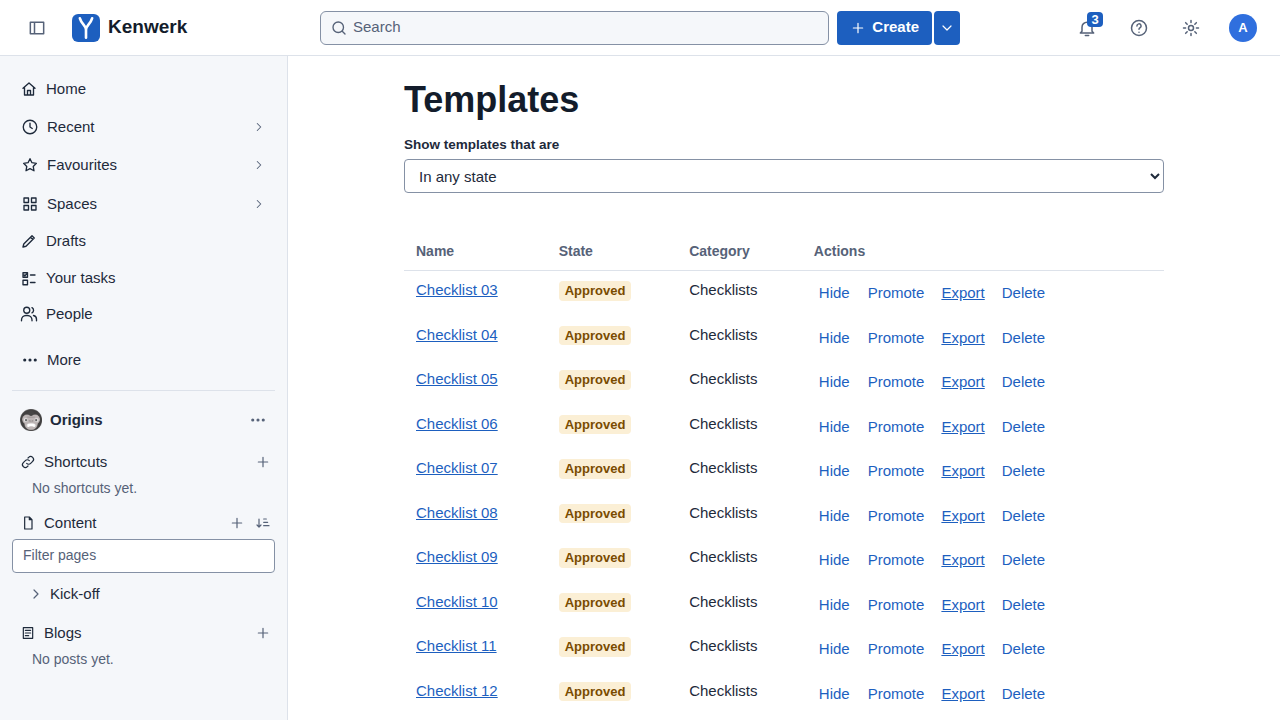 Kenwerk
Search
Create
3
A
Home
Recent
Favourites
Spaces
Drafts
Your tasks
People
More
Origins
Shortcuts
No shortcuts yet.
Content
Filter pages
Kick-off
Blogs
No posts yet.
Templates
Show templates that are
In any state
Name State Category Actions
Checklist 03 Approved Checklists Hide Promote Export Delete
Checklist 04 Approved Checklists Hide Promote Export Delete
Checklist 05 Approved Checklists Hide Promote Export Delete
Checklist 06 Approved Checklists Hide Promote Export Delete
Checklist 07 Approved Checklists Hide Promote Export Delete
Checklist 08 Approved Checklists Hide Promote Export Delete
Checklist 09 Approved Checklists Hide Promote Export Delete
Checklist 10 Approved Checklists Hide Promote Export Delete
Checklist 11 Approved Checklists Hide Promote Export Delete
Checklist 12 Approved Checklists Hide Promote Export Delete